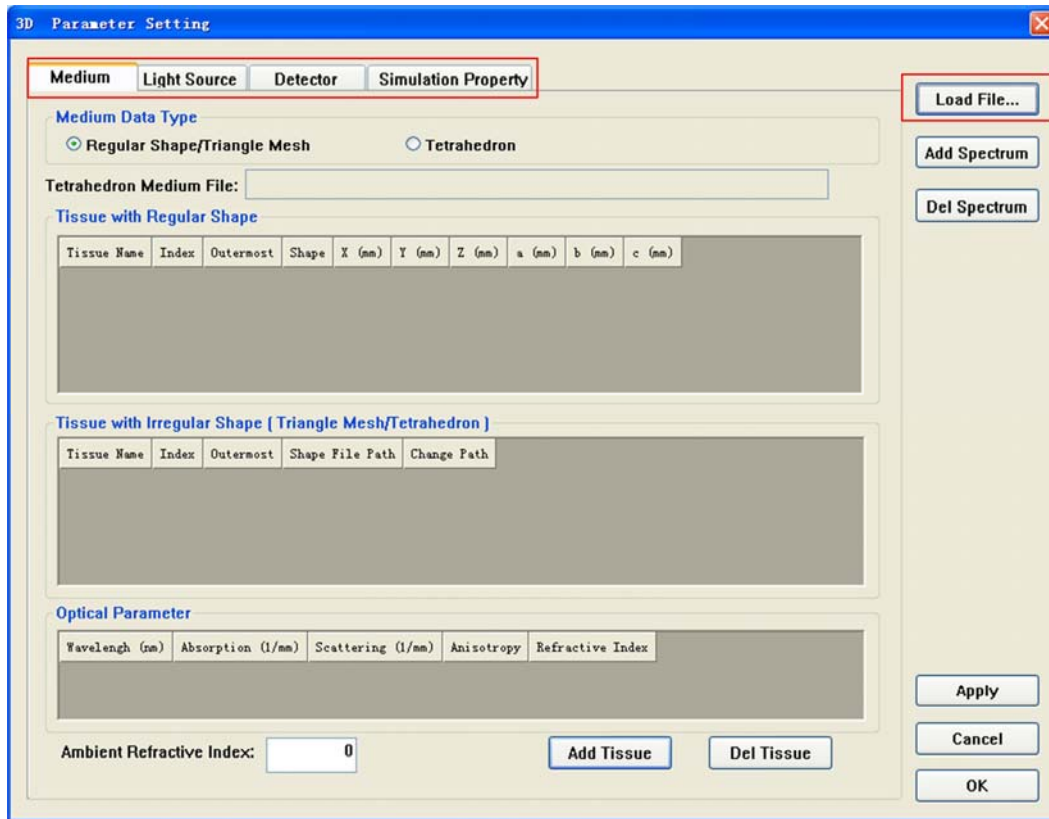 3D Parameter Setting
Medium Light Source Detector Simulation Property
Load File...
Medium Data Type
Regular Shape/Triangle Mesh Tetrahedron
Add Spectrum
Tetrahedron Medium File:
Del Spectrum
Tissue with Regular Shape
Tissue Name Index Outermost Shape X (mm) Y (mm) Z (mm) a (mm) b (mm) c (mm)
Tissue with Irregular Shape ( Triangle Mesh/Tetrahedron )
Tissue Name Index Outermost Shape File Path Change Path
Optical Parameter
Wavelengh (nm) Absorption (1/mm) Scattering (1/mm) Anisotropy Refractive Index
Apply
Ambient Refractive Index: 0 Add Tissue Del Tissue
Cancel
OK